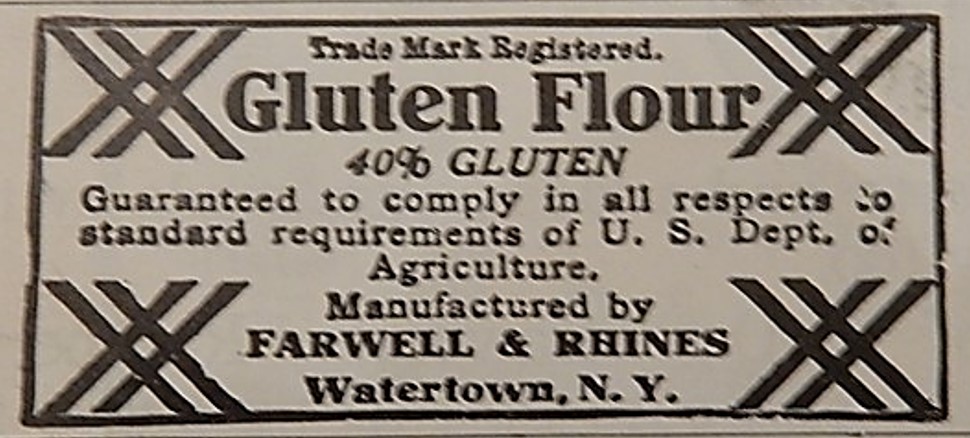 Trade Mark Registered.
Gluten Flour
40% GLUTEN
Guaranteed to comply in all respects to
standard requirements of U. S. Dept. of
Agriculture.
Manufactured by
FARWELL & RHINES
Watertown, N. Y.